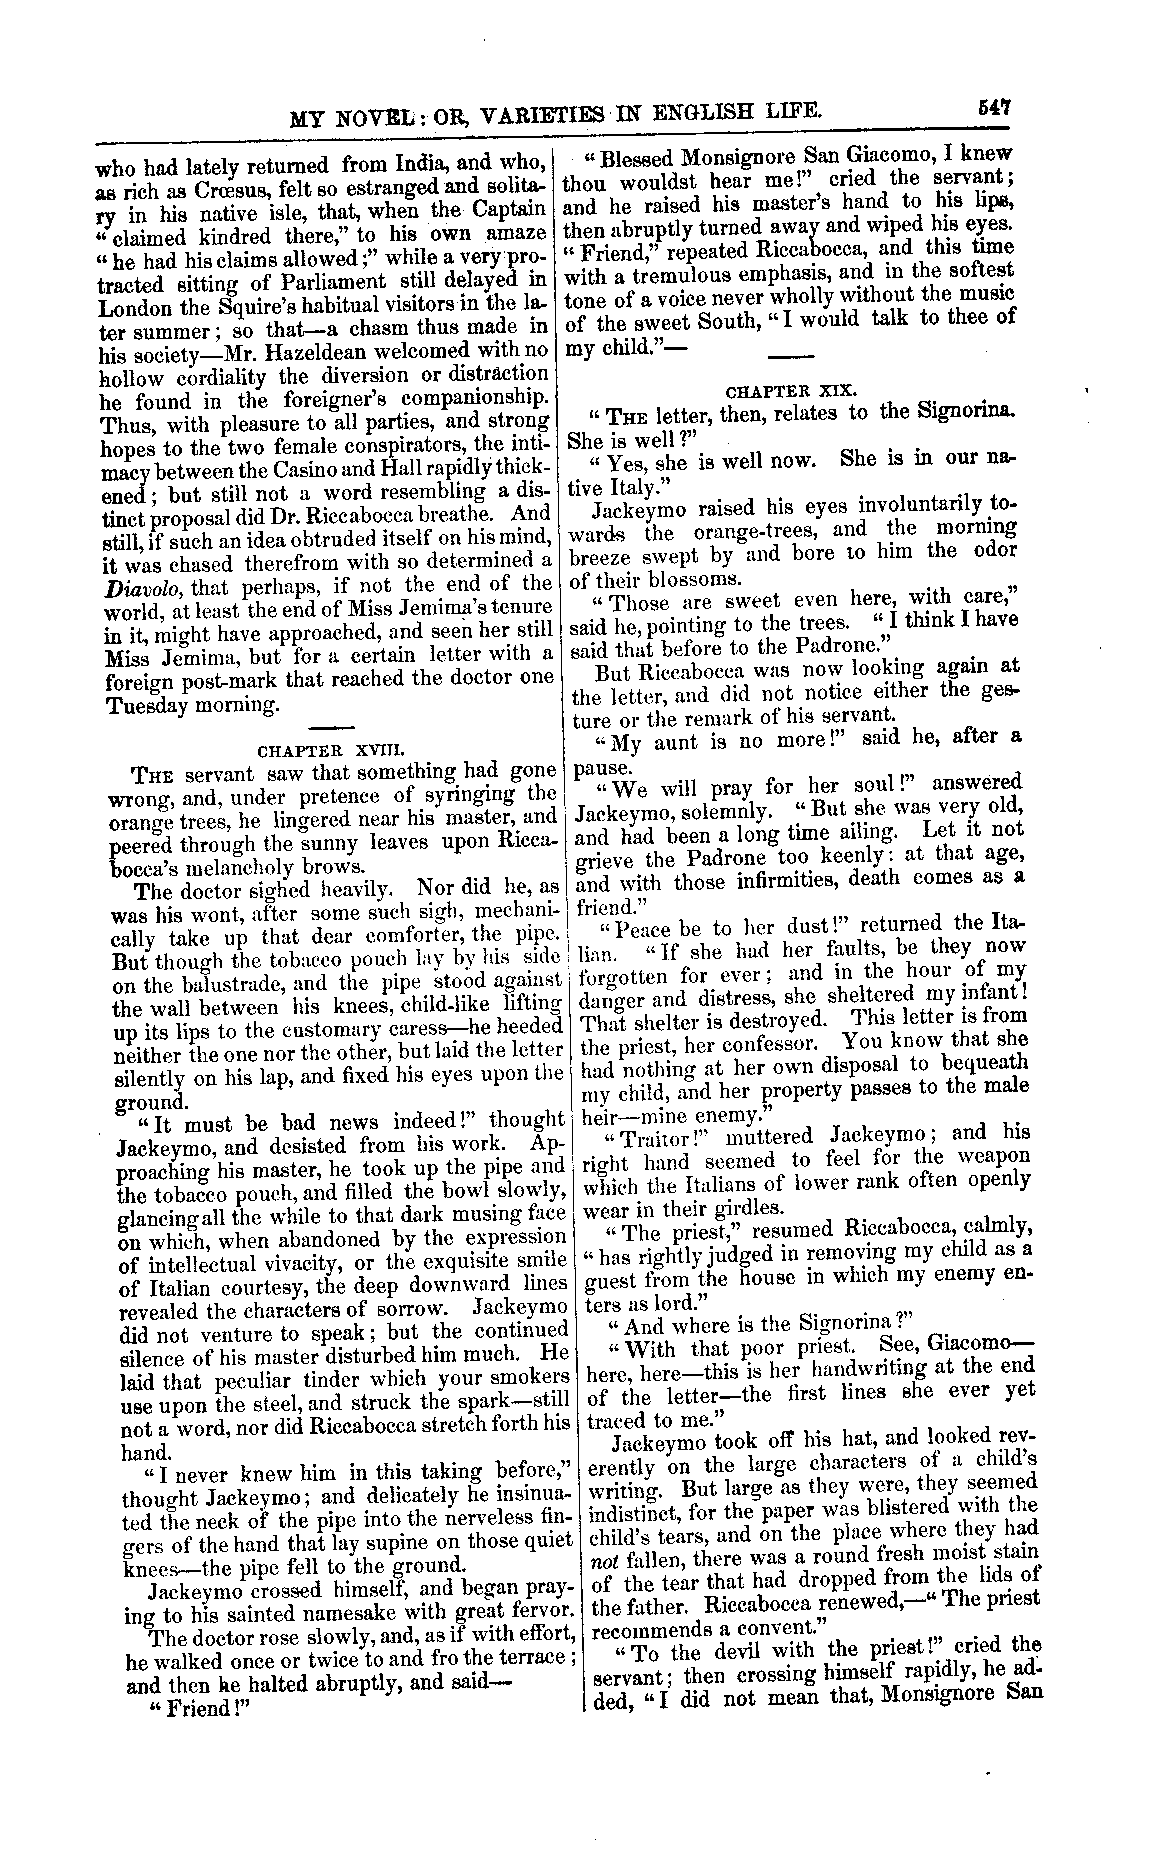 MY NOVEL: OR, VARIETIES IN ENGLISH LIFE. 547
who had lately returned from India, and who,
as rich as Crœsus, felt so estranged and solita-
ry in his native isle, that, when the Captain
“claimed kindred there,” to his own amaze
“he had his claims allowed;” while a very pro-
tracted sitting of Parliament still delayed in
London the Squire’s habitual visitors in the la-
ter summer; so that—a chasm thus made in
his society—Mr. Hazeldean welcomed with no
hollow cordiality the diversion or distraction
he found in the foreigner’s companionship.
Thus, with pleasure to all parties, and strong
hopes to the two female conspirators, the inti-
macy between the Casino and Hall rapidly thick-
ened; but still not a word resembling a dis-
tinct proposal did Dr. Riccabocca breathe. And
still, if such an idea obtruded itself on his mind,
it was chased therefrom with so determined a
Diavolo, that perhaps, if not the end of the
world, at least the end of Miss Jemima’s tenure
in it, might have approached, and seen her still
Miss Jemima, but for a certain letter with a
foreign post-mark that reached the doctor one
Tuesday morning.
CHAPTER XVIII.
THE servant saw that something had gone
wrong, and, under pretence of syringing the
orange trees, he lingered near his master, and
peered through the sunny leaves upon Ricca-
bocca’s melancholy brows.
The doctor sighed heavily. Nor did he, as
was his wont, after some such sigh, mechani-
cally take up that dear comforter, the pipe.
But though the tobacco pouch lay by his side
on the balustrade, and the pipe stood against
the wall between his knees, child-like lifting
up its lips to the customary caress—he heeded
neither the one nor the other, but laid the letter
silently on his lap, and fixed his eyes upon the
ground.
“It must be bad news indeed!” thought
Jackeymo, and desisted from his work. Ap-
proaching his master, he took up the pipe and
the tobacco pouch, and filled the bowl slowly,
glancing all the while to that dark musing face
on which, when abandoned by the expression
of intellectual vivacity, or the exquisite smile
of Italian courtesy, the deep downward lines
revealed the characters of sorrow. Jackeymo
did not venture to speak; but the continued
silence of his master disturbed him much. He
laid that peculiar tinder which your smokers
use upon the steel, and struck the spark—still
not a word, nor did Riccabocca stretch forth his
hand.
“I never knew him in this taking before,”
thought Jackeymo; and delicately he insinua-
ted the neck of the pipe into the nerveless fin-
gers of the hand that lay supine on those quiet
knees—the pipe fell to the ground.
Jackeymo crossed himself, and began pray-
ing to his sainted namesake with great fervor.
The doctor rose slowly, and, as if with effort,
he walked once or twice to and fro the terrace;
and then he halted abruptly, and said—
“Friend!”
“Blessed Monsignore San Giacomo, I knew
thou wouldst hear me!” cried the servant;
and he raised his master’s hand to his lips,
then abruptly turned away and wiped his eyes.
“Friend,” repeated Riccabocca, and this time
with a tremulous emphasis, and in the softest
tone of a voice never wholly without the music
of the sweet South, “I would talk to thee of
my child.”—
CHAPTER XIX.
“THE letter, then, relates to the Signorina.
She is well?”
“Yes, she is well now. She is in our na-
tive Italy.”
Jackeymo raised his eyes involuntarily to-
wards the orange-trees, and the morning
breeze swept by and bore to him the odor
of their blossoms.
“Those are sweet even here, with care,”
said he, pointing to the trees. “I think I have
said that before to the Padrone.”
But Riccabocca was now looking again at
the letter, and did not notice either the ges-
ture or the remark of his servant.
“My aunt is no more!” said he, after a
pause.
“We will pray for her soul!” answered
Jackeymo, solemnly. “But she was very old,
and had been a long time ailing. Let it not
grieve the Padrone too keenly: at that age,
and with those infirmities, death comes as a
friend.”
“Peace be to her dust!” returned the Ita-
lian. “If she had her faults, be they now
forgotten for ever; and in the hour of my
danger and distress, she sheltered my infant!
That shelter is destroyed. This letter is from
the priest, her confessor. You know that she
had nothing at her own disposal to bequeath
my child, and her property passes to the male
heir—mine enemy.”
“Traitor!” muttered Jackeymo; and his
right hand seemed to feel for the weapon
which the Italians of lower rank often openly
wear in their girdles.
“The priest,” resumed Riccabocca, calmly,
“has rightly judged in removing my child as a
guest from the house in which my enemy en-
ters as lord.”
“And where is the Signorina?”
“With that poor priest. See, Giacomo—
here, here—this is her handwriting at the end
of the letter—the first lines she ever yet
traced to me.”
Jackeymo took off his hat, and looked rev-
erently on the large characters of a child’s
writing. But large as they were, they seemed
indistinct, for the paper was blistered with the
child’s tears, and on the place where they had
not fallen, there was a round fresh moist stain
of the tear that had dropped from the lids of
the father. Riccabocca renewed,—“The priest
recommends a convent.”
“To the devil with the priest!” cried the
servant; then crossing himself rapidly, he ad-
ded, “I did not mean that, Monsignore San